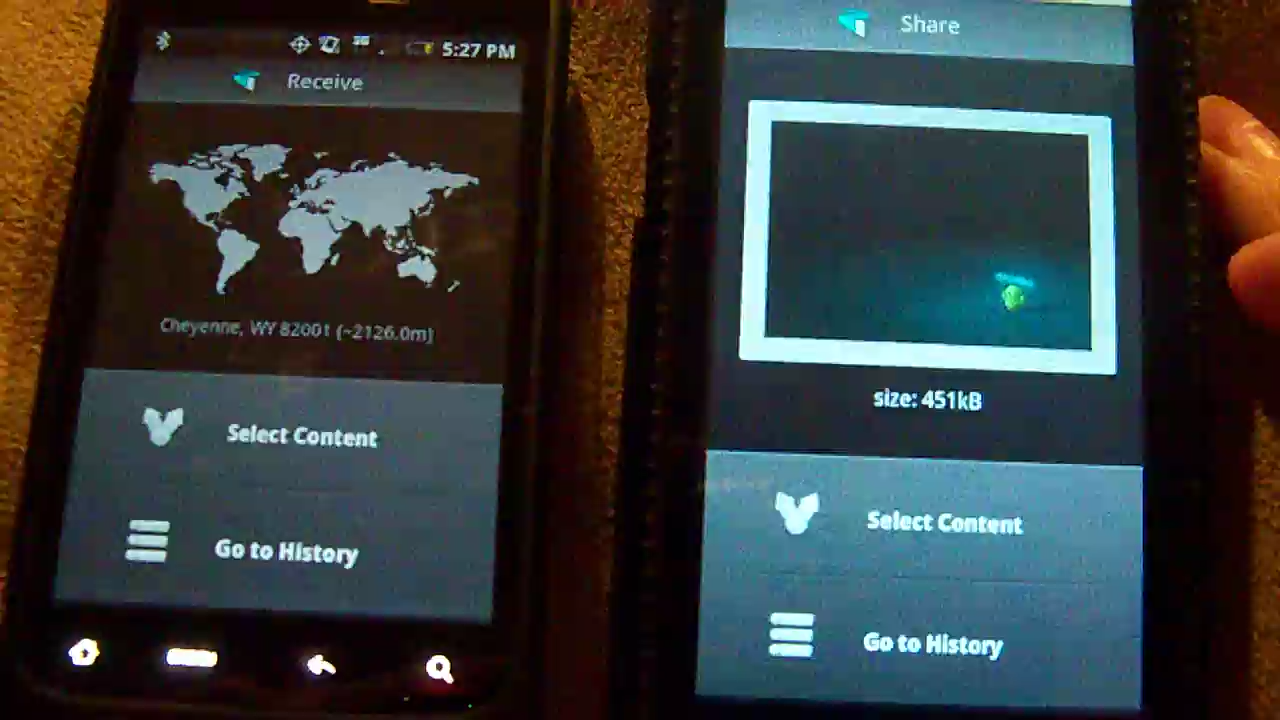 5:27 PM
Receive
Cheyenne, WY 82001 (~2126.0m)
Select Content
Go to History
Share
size: 451kB
Select Content
Go to History